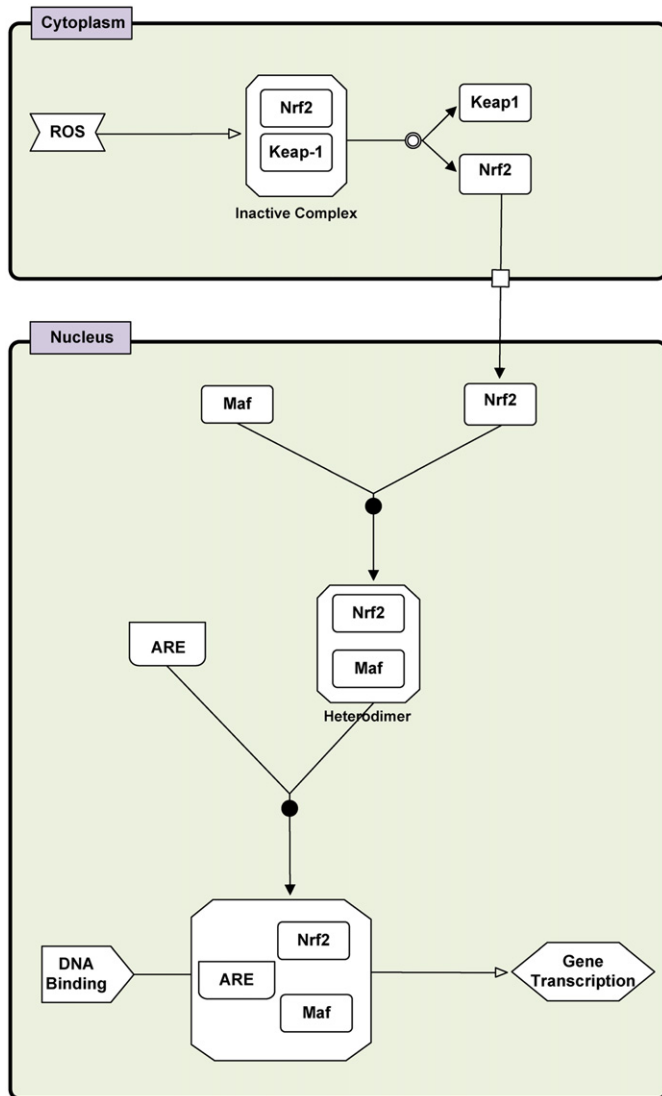 Cytoplasm
ROS
Nrf2
Keap-1
Inactive Complex
Keap1
Nrf2
Nucleus
Maf
Nrf2
Nrf2
Maf
Heterodimer
ARE
DNA
Binding
Nrf2
ARE
Maf
Gene
Transcription